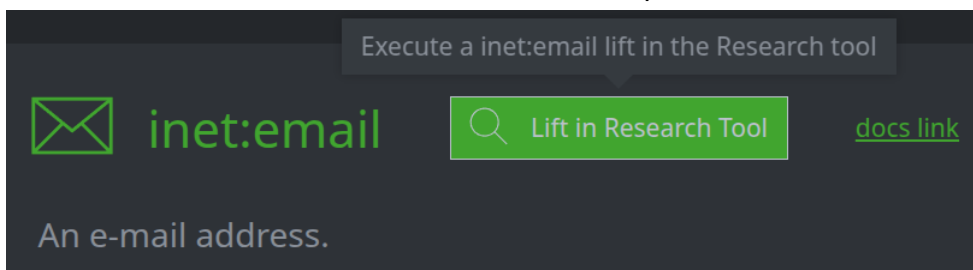 Execute a inet:email lift in the Research tool
inet:email
Lift in Research Tool
docs link
An e-mail address.